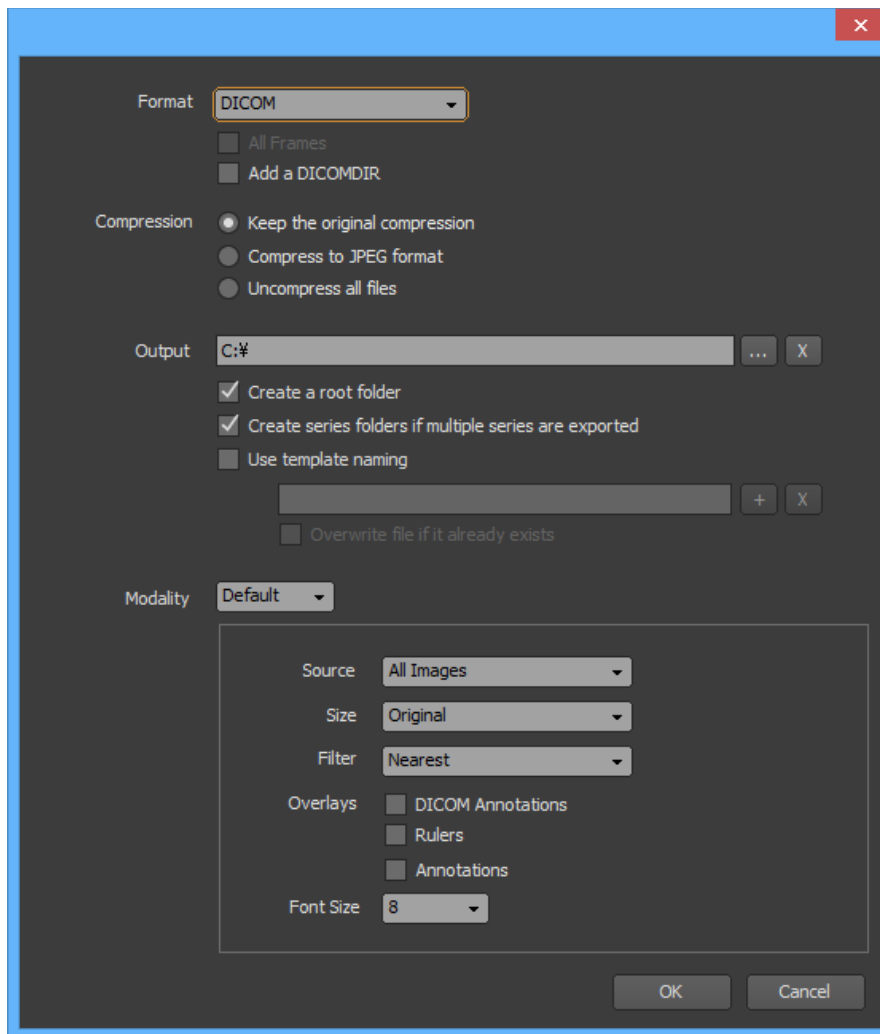 Format DICOM
All Frames
Add a DICOMDIR
Compression Keep the original compression
Compress to JPEG format
Uncompress all files
Output C:¥ ... X
Create a root folder
Create series folders if multiple series are exported
Use template naming
+ X
Overwrite file if it already exists
Modality Default
Source All Images
Size Original
Filter Nearest
Overlays DICOM Annotations
Rulers
Annotations
Font Size 8
OK Cancel